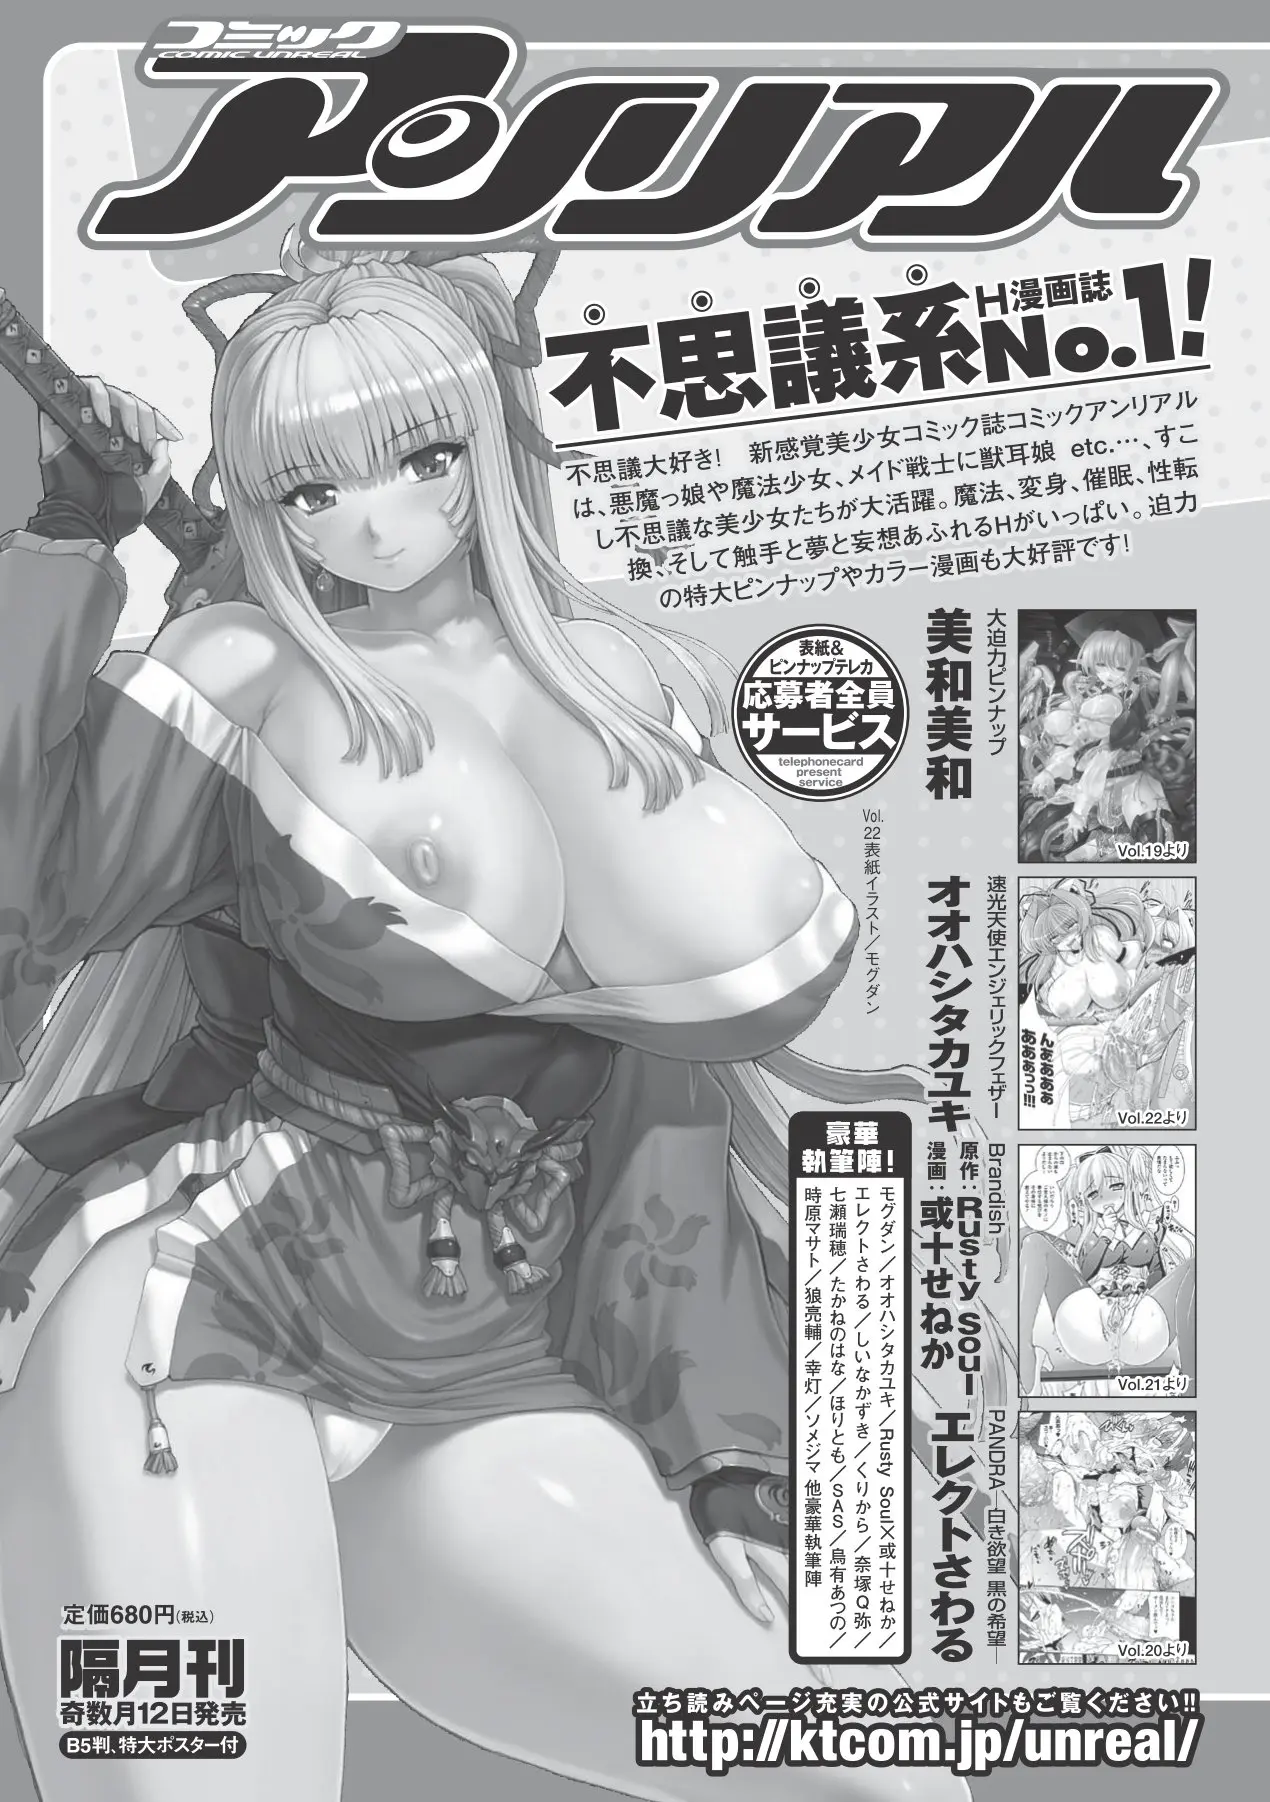 コミック
COMIC UNREAL
アンリアル
不思議系H漫画誌No.1!
不思議大好き! 新感覚美少女コミック誌コミックアンリアル
は、悪魔っ娘や魔法少女、メイド戦士に獣耳娘 etc.…、すこ
し不思議な美少女たちが大活躍。魔法、変身、催眠、性転
換、そして触手と夢と妄想あふれるHがいっぱい。迫力
の特大ピンナップやカラー漫画も大好評です!
表紙&
ピンナップテレカ
応募者全員
サービス
telephonecard
present
service
Vol.22表紙イラスト/モグダン
大迫力ピンナップ
美和美和
Vol.19より
速光天使エンジェリックフェザー
オオハシタカユキ
んぁああああ
ああぁっっ!!!
Vol.22より
Brandish
原作:Rusty Soul
漫画:或十せねか
Vol.21より
PANDRA―白き欲望 黒の希望―
エレクトさわる
Vol.20より
豪華
執筆陣!
モグダン/オオハシタカユキ/Rusty Soul×或十せねか/
エレクトさわる/しいなかずき/くりから/奈塚Q弥/
七瀬瑞穂/たかねのはな/ほりとも/SAS/烏有あつの/
時原マサト/狼亮輔/幸灯/ソメジマ 他豪華執筆陣
定価680円(税込)
隔月刊
奇数月12日発売
B5判、特大ポスター付
立ち読みページ充実の公式サイトもご覧ください!!
http://ktcom.jp/unreal/